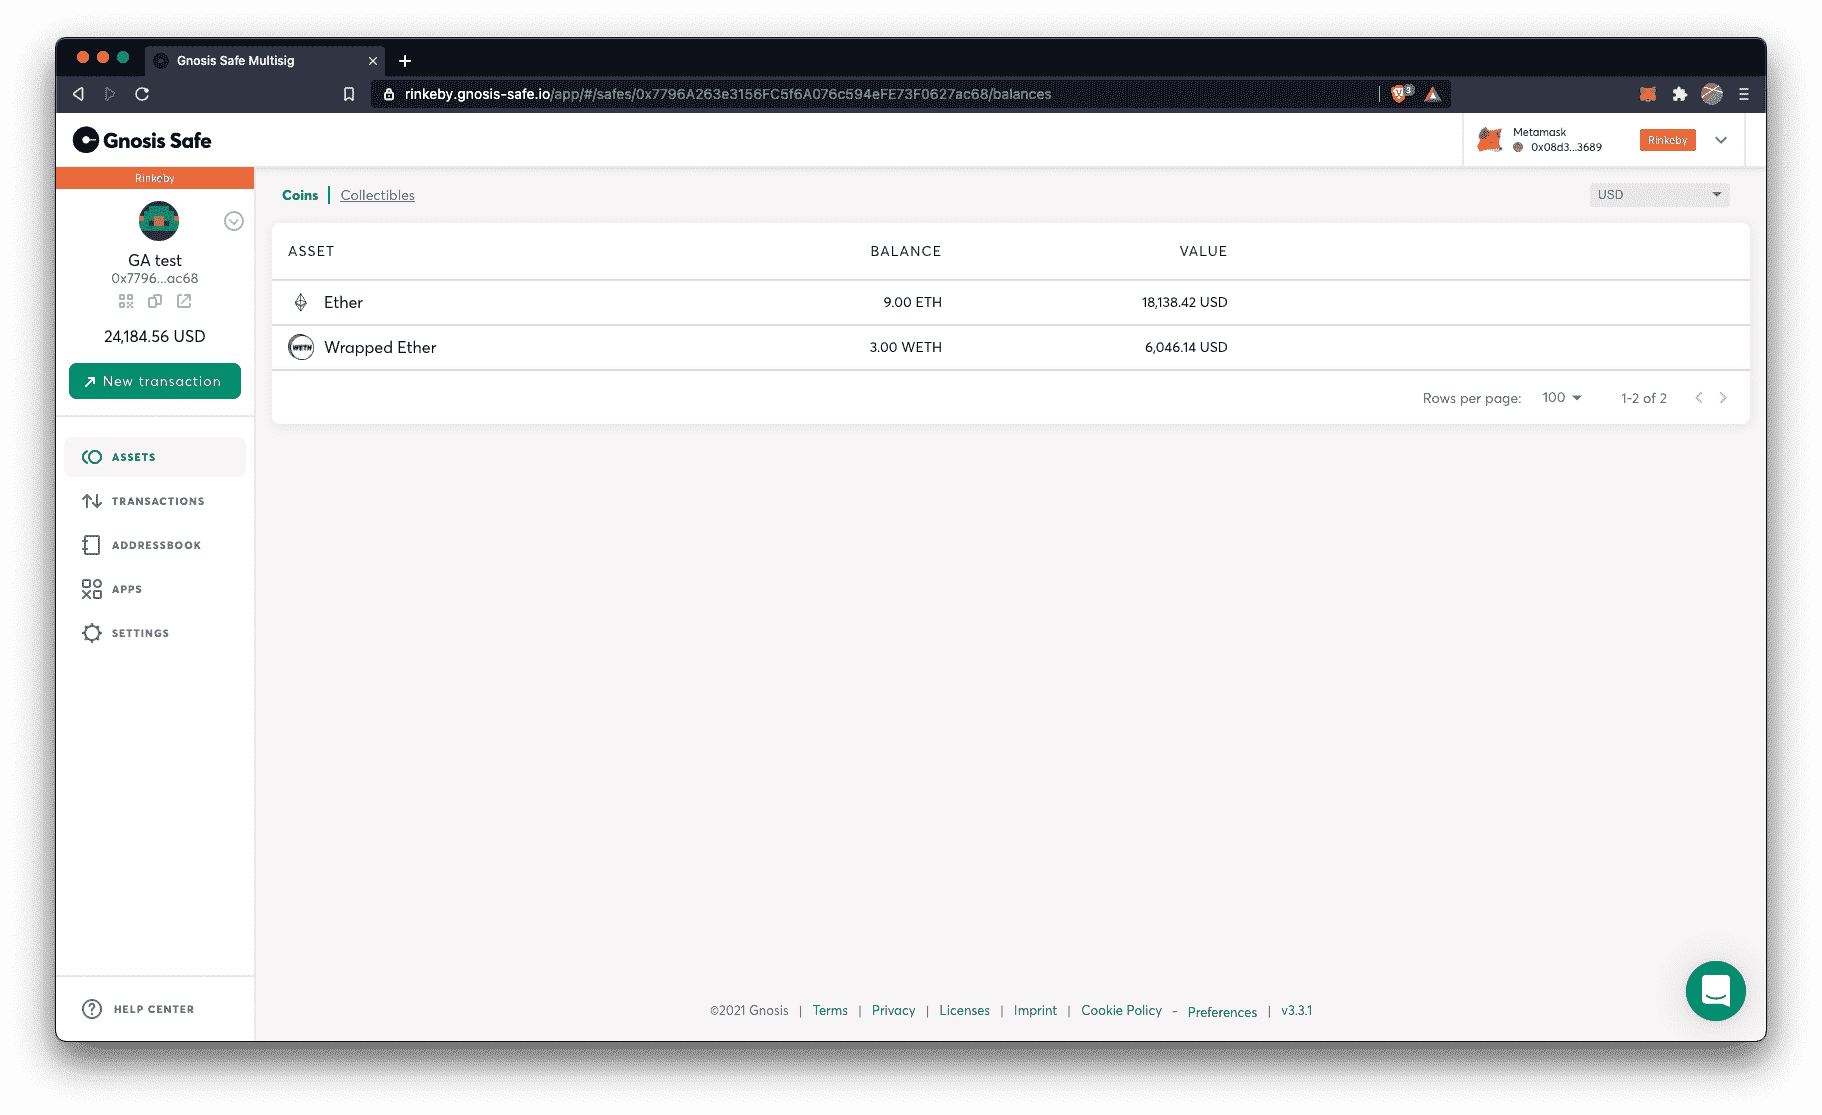 Gnosis Safe Multisig
rinkeby.gnosis-safe.io/app/#/safes/0x7796A263e3156FC5f6A076c594eFE73F0627ac68/balances
3
Gnosis Safe
Metamask
0x08d3...3689
Rinkeby
Rinkeby
GA test
0x7796...ac68
24,184.56 USD
New transaction
ASSETS
TRANSACTIONS
ADDRESSBOOK
APPS
SETTINGS
HELP CENTER
Coins | Collectibles
USD
ASSET BALANCE VALUE
Ether 9.00 ETH 18,138.42 USD
WETH Wrapped Ether 3.00 WETH 6,046.14 USD
Rows per page: 100 1-2 of 2
©2021 Gnosis | Terms | Privacy | Licenses | Imprint | Cookie Policy - Preferences | v3.3.1